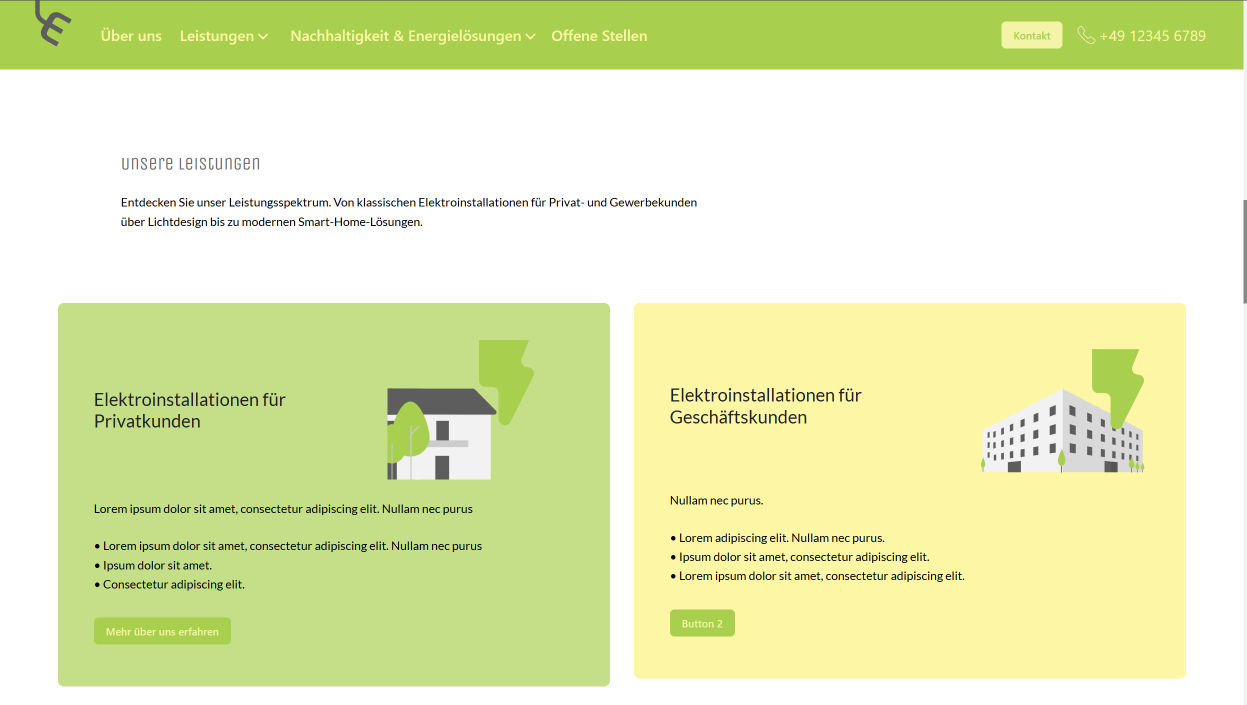 Über uns Leistungen Nachhaltigkeit & Energielösungen Offene Stellen Kontakt +49 12345 6789
unsere Leistungen
Entdecken Sie unser Leistungsspektrum. Von klassischen Elektroinstallationen für Privat- und Gewerbekunden
über Lichtdesign bis zu modernen Smart-Home-Lösungen.
Elektroinstallationen für
Privatkunden
Lorem ipsum dolor sit amet, consectetur adipiscing elit. Nullam nec purus
• Lorem ipsum dolor sit amet, consectetur adipiscing elit. Nullam nec purus
• Ipsum dolor sit amet.
• Consectetur adipiscing elit.
Mehr über uns erfahren
Elektroinstallationen für
Geschäftskunden
Nullam nec purus.
• Lorem adipiscing elit. Nullam nec purus.
• Ipsum dolor sit amet, consectetur adipiscing elit.
• Lorem ipsum dolor sit amet, consectetur adipiscing elit.
Button 2